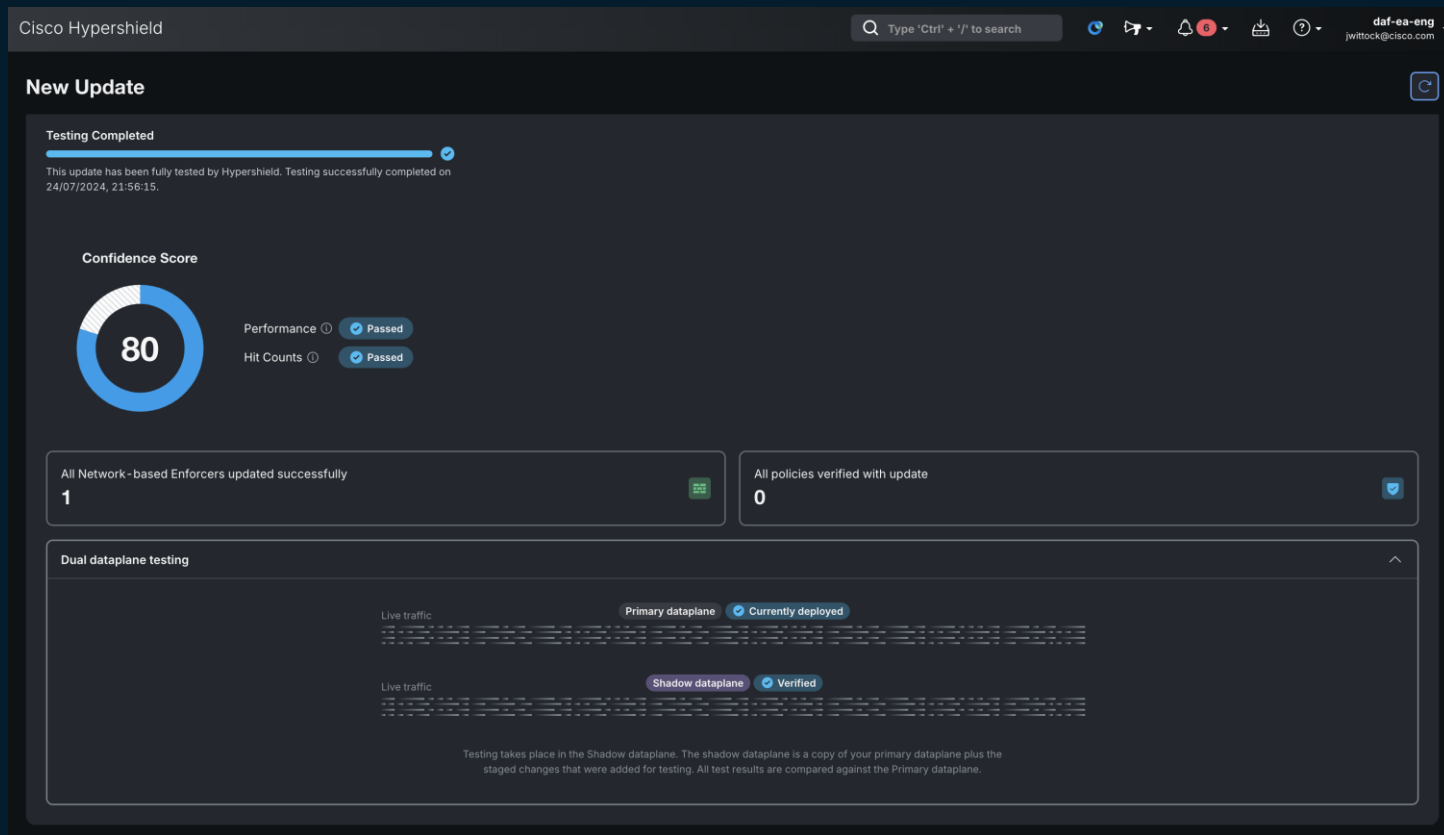 Cisco Hypershield
Type 'Ctrl' + '/' to search
6
daf-ea-eng
jwittock@cisco.com
New Update
Testing Completed
This update has been fully tested by Hypershield. Testing successfully completed on
24/07/2024, 21:56:15.
Confidence Score
80
Performance Passed
Hit Counts Passed
All Network-based Enforcers updated successfully
1
All policies verified with update
0
Dual dataplane testing
Live traffic
Primary dataplane Currently deployed
Live traffic
Shadow dataplane Verified
Testing takes place in the Shadow dataplane. The shadow dataplane is a copy of your primary dataplane plus the
staged changes that were added for testing. All test results are compared against the Primary dataplane.